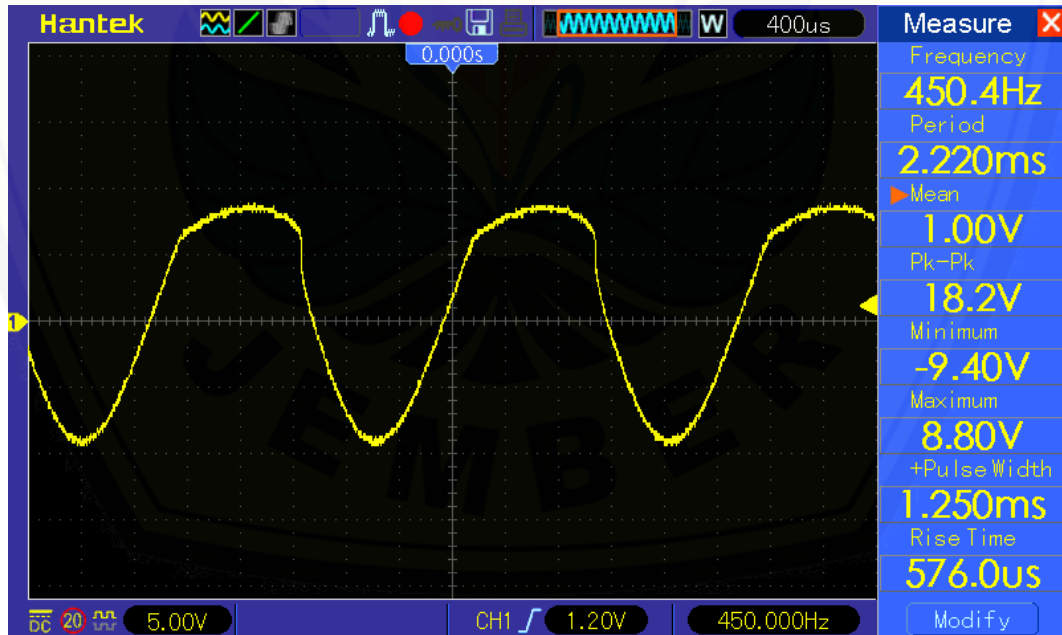 Hantek W 400us Measure X
0.000s
Frequency
450.4Hz
Period
2.220ms
Mean
1.00V
Pk-Pk
18.2V
Minimum
-9.40V
Maximum
8.80V
+Pulse Width
1.250ms
Rise Time
576.0us
1
JEMBER
DC 20 5.00V CH1 1.20V 450.000Hz Modify